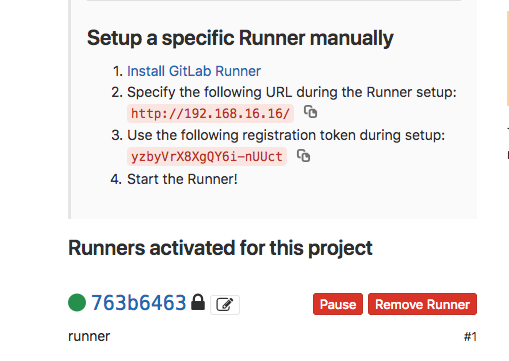 Setup a specific Runner manually
1. Install GitLab Runner
2. Specify the following URL during the Runner setup:
http://192.168.16.16/
3. Use the following registration token during setup:
yzbyVrX8XgQY6i-nUUct
4. Start the Runner!
Runners activated for this project
763b6463 Pause Remove Runner
runner #1